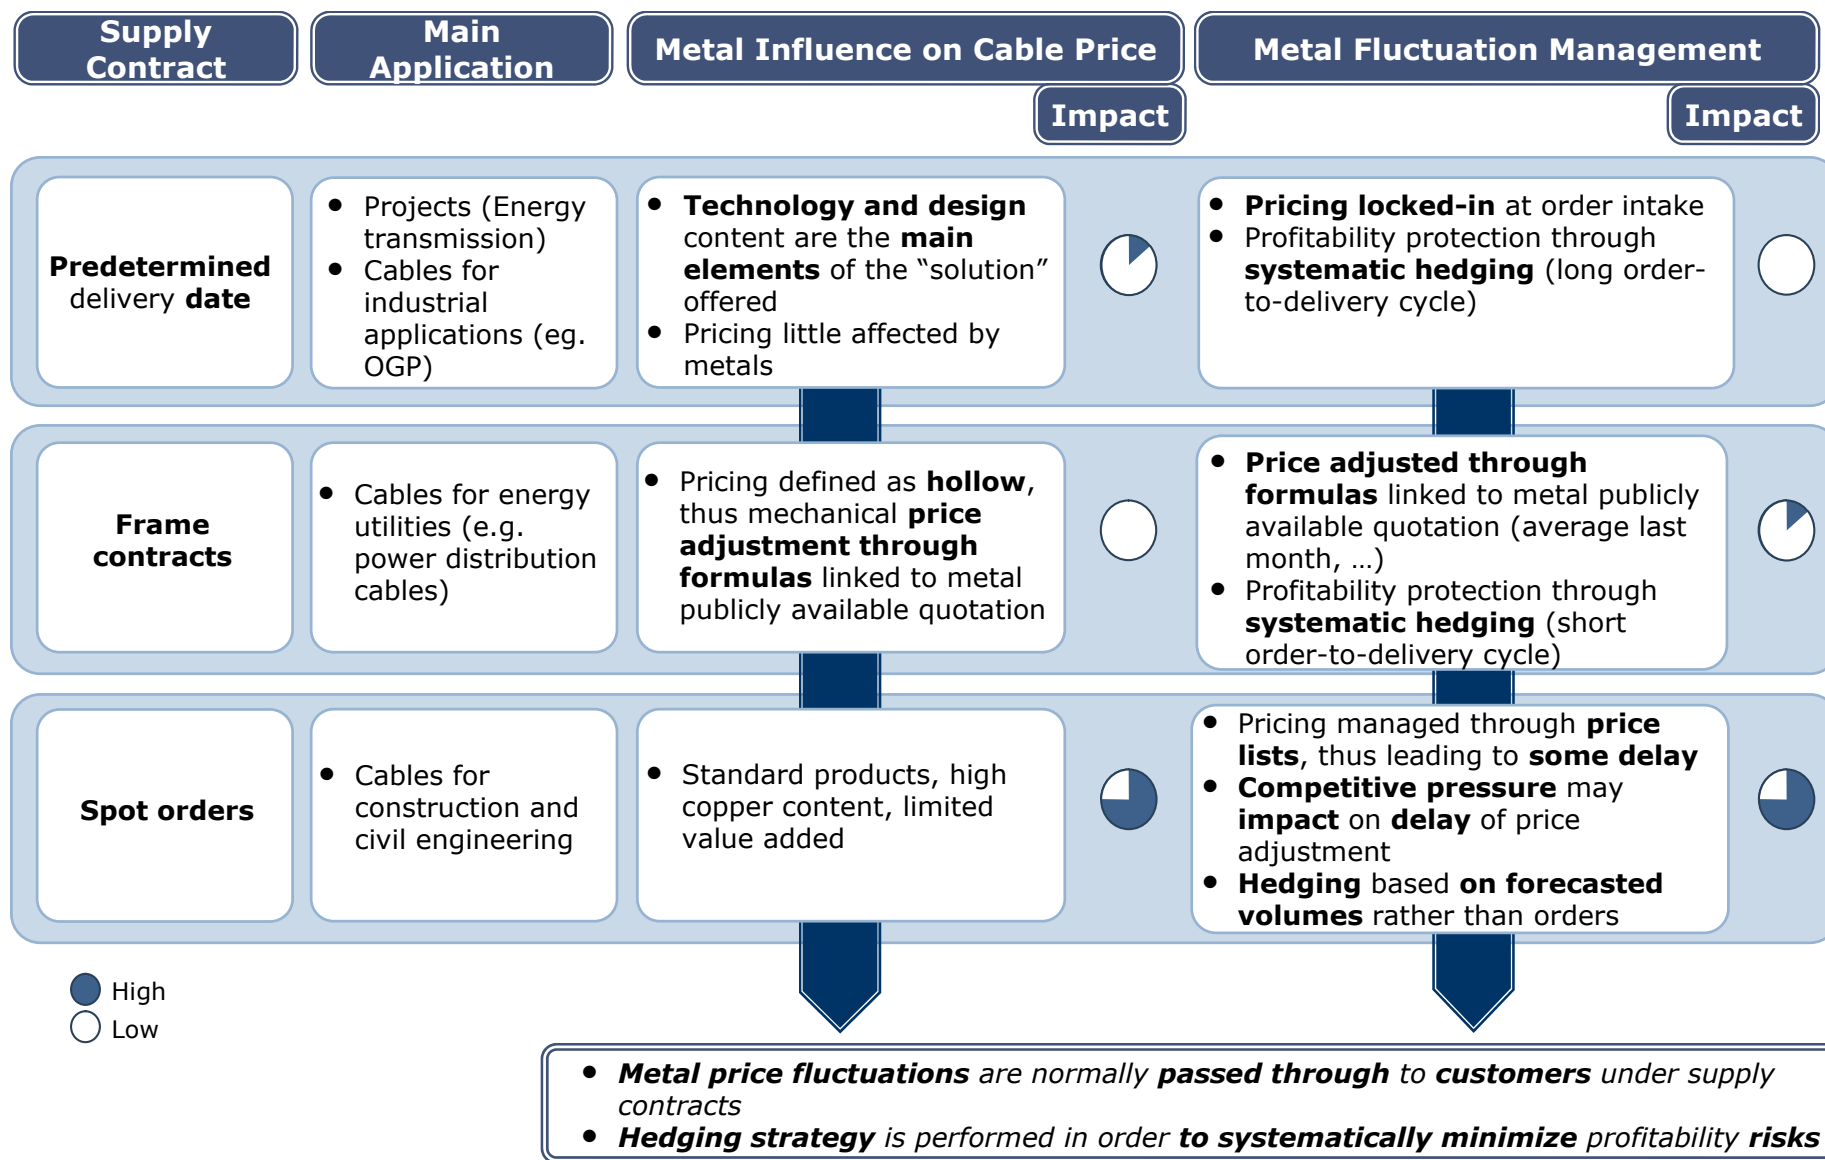 Supply
Contract
Main
Application
Metal Influence on Cable Price
Metal Fluctuation Management
Impact
Impact
Predetermined
delivery date
• Projects (Energy
transmission)
• Cables for
industrial
applications (eg.
OGP)
• Technology and design
content are the main
elements of the “solution”
offered
• Pricing little affected by
metals
• Pricing locked-in at order intake
• Profitability protection through
systematic hedging (long order-
to-delivery cycle)
Frame
contracts
• Cables for energy
utilities (e.g.
power distribution
cables)
• Pricing defined as hollow,
thus mechanical price
adjustment through
formulas linked to metal
publicly available quotation
• Price adjusted through
formulas linked to metal publicly
available quotation (average last
month, …)
• Profitability protection through
systematic hedging (short
order-to-delivery cycle)
Spot orders
• Cables for
construction and
civil engineering
• Standard products, high
copper content, limited
value added
• Pricing managed through price
lists, thus leading to some delay
• Competitive pressure may
impact on delay of price
adjustment
• Hedging based on forecasted
volumes rather than orders
High
Low
• Metal price fluctuations are normally passed through to customers under supply
contracts
• Hedging strategy is performed in order to systematically minimize profitability risks